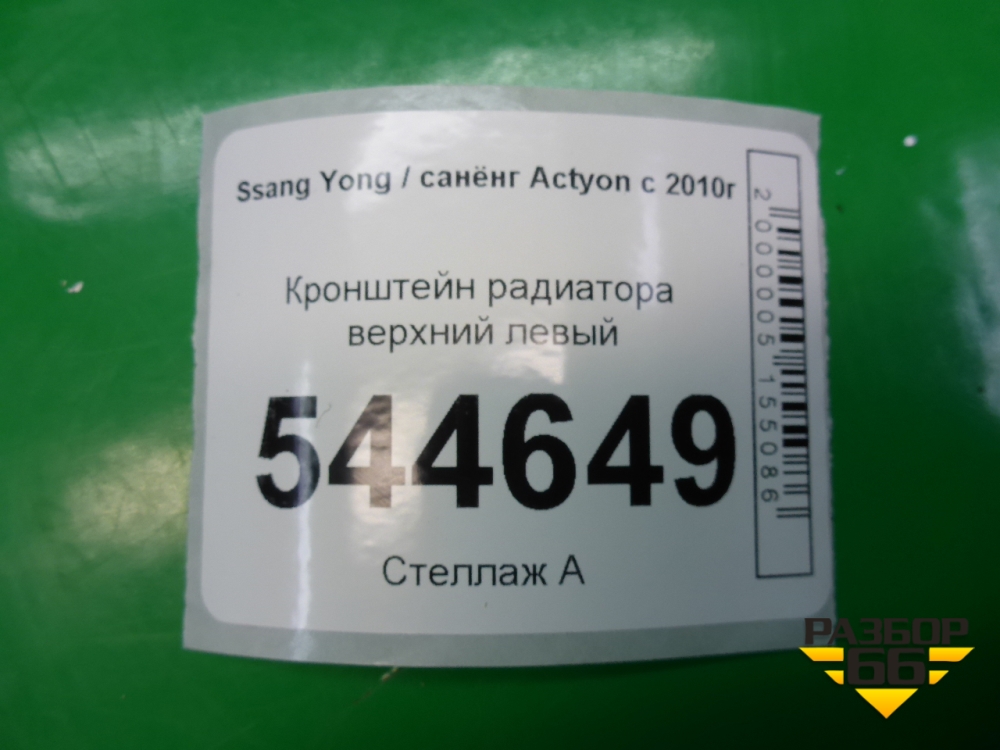 Ssang Yong / санёнг Actyon с 2010г
Кронштейн радиатора
верхний левый
544649
Стеллаж А
2000005155086
РАЗБОР
66